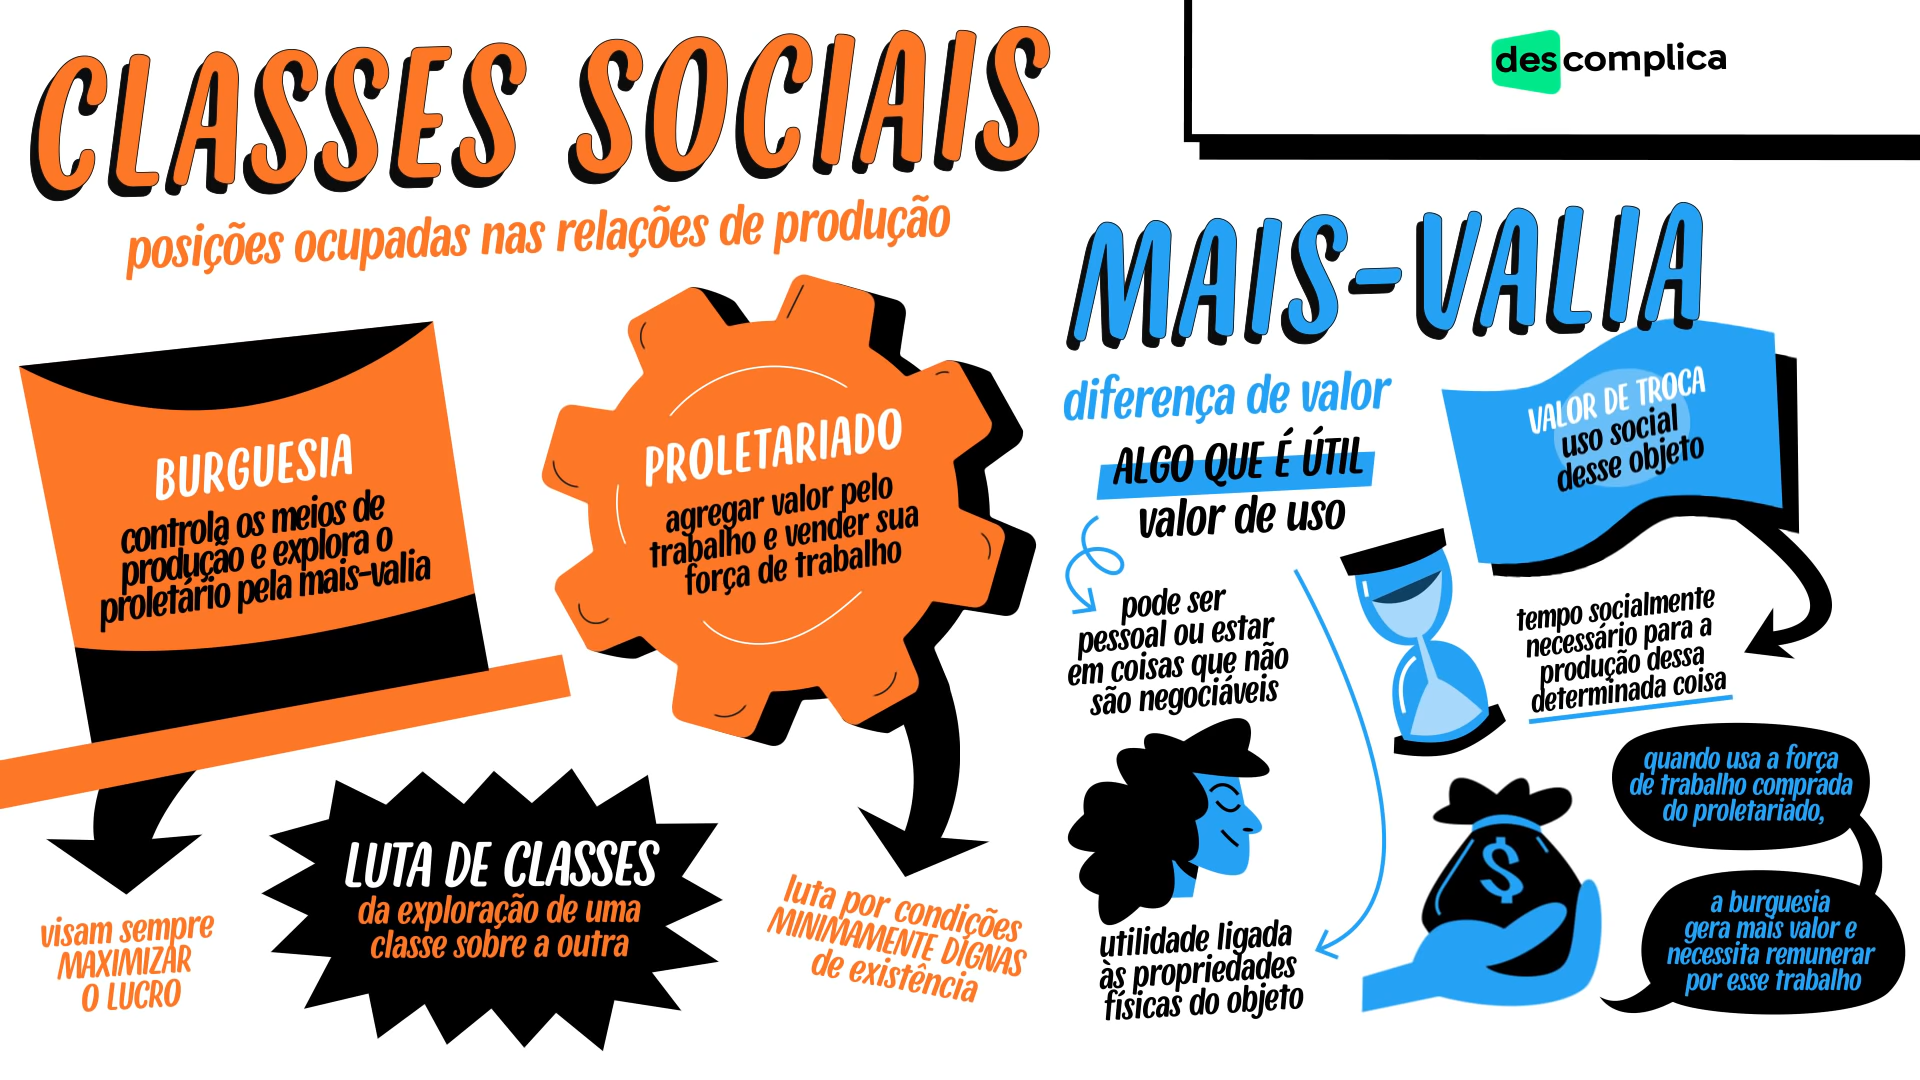 CLASSES SOCIAIS
posições ocupadas nas relações de produção
BURGUESIA
controla os meios de
produção e explora o
proletário pela mais-valia
visam sempre
MAXIMIZAR
O LUCRO
PROLETARIADO
agregar valor pelo
trabalho e vender sua
força de trabalho
luta por condições
MINIMAMENTE DIGNAS
de existência
LUTA DE CLASSES
da exploração de uma
classe sobre a outra
descomplica
MAIS-VALIA
diferença de valor
ALGO QUE É ÚTIL
valor de uso
pode ser
pessoal ou estar
em coisas que não
são negociáveis
utilidade ligada
às propriedades
físicas do objeto
VALOR DE TROCA
uso social
desse objeto
tempo socialmente
necessário para a
produção dessa
determinada coisa
$
quando usa a força
de trabalho comprada
do proletariado,
a burguesia
gera mais valor e
necessita remunerar
por esse trabalho